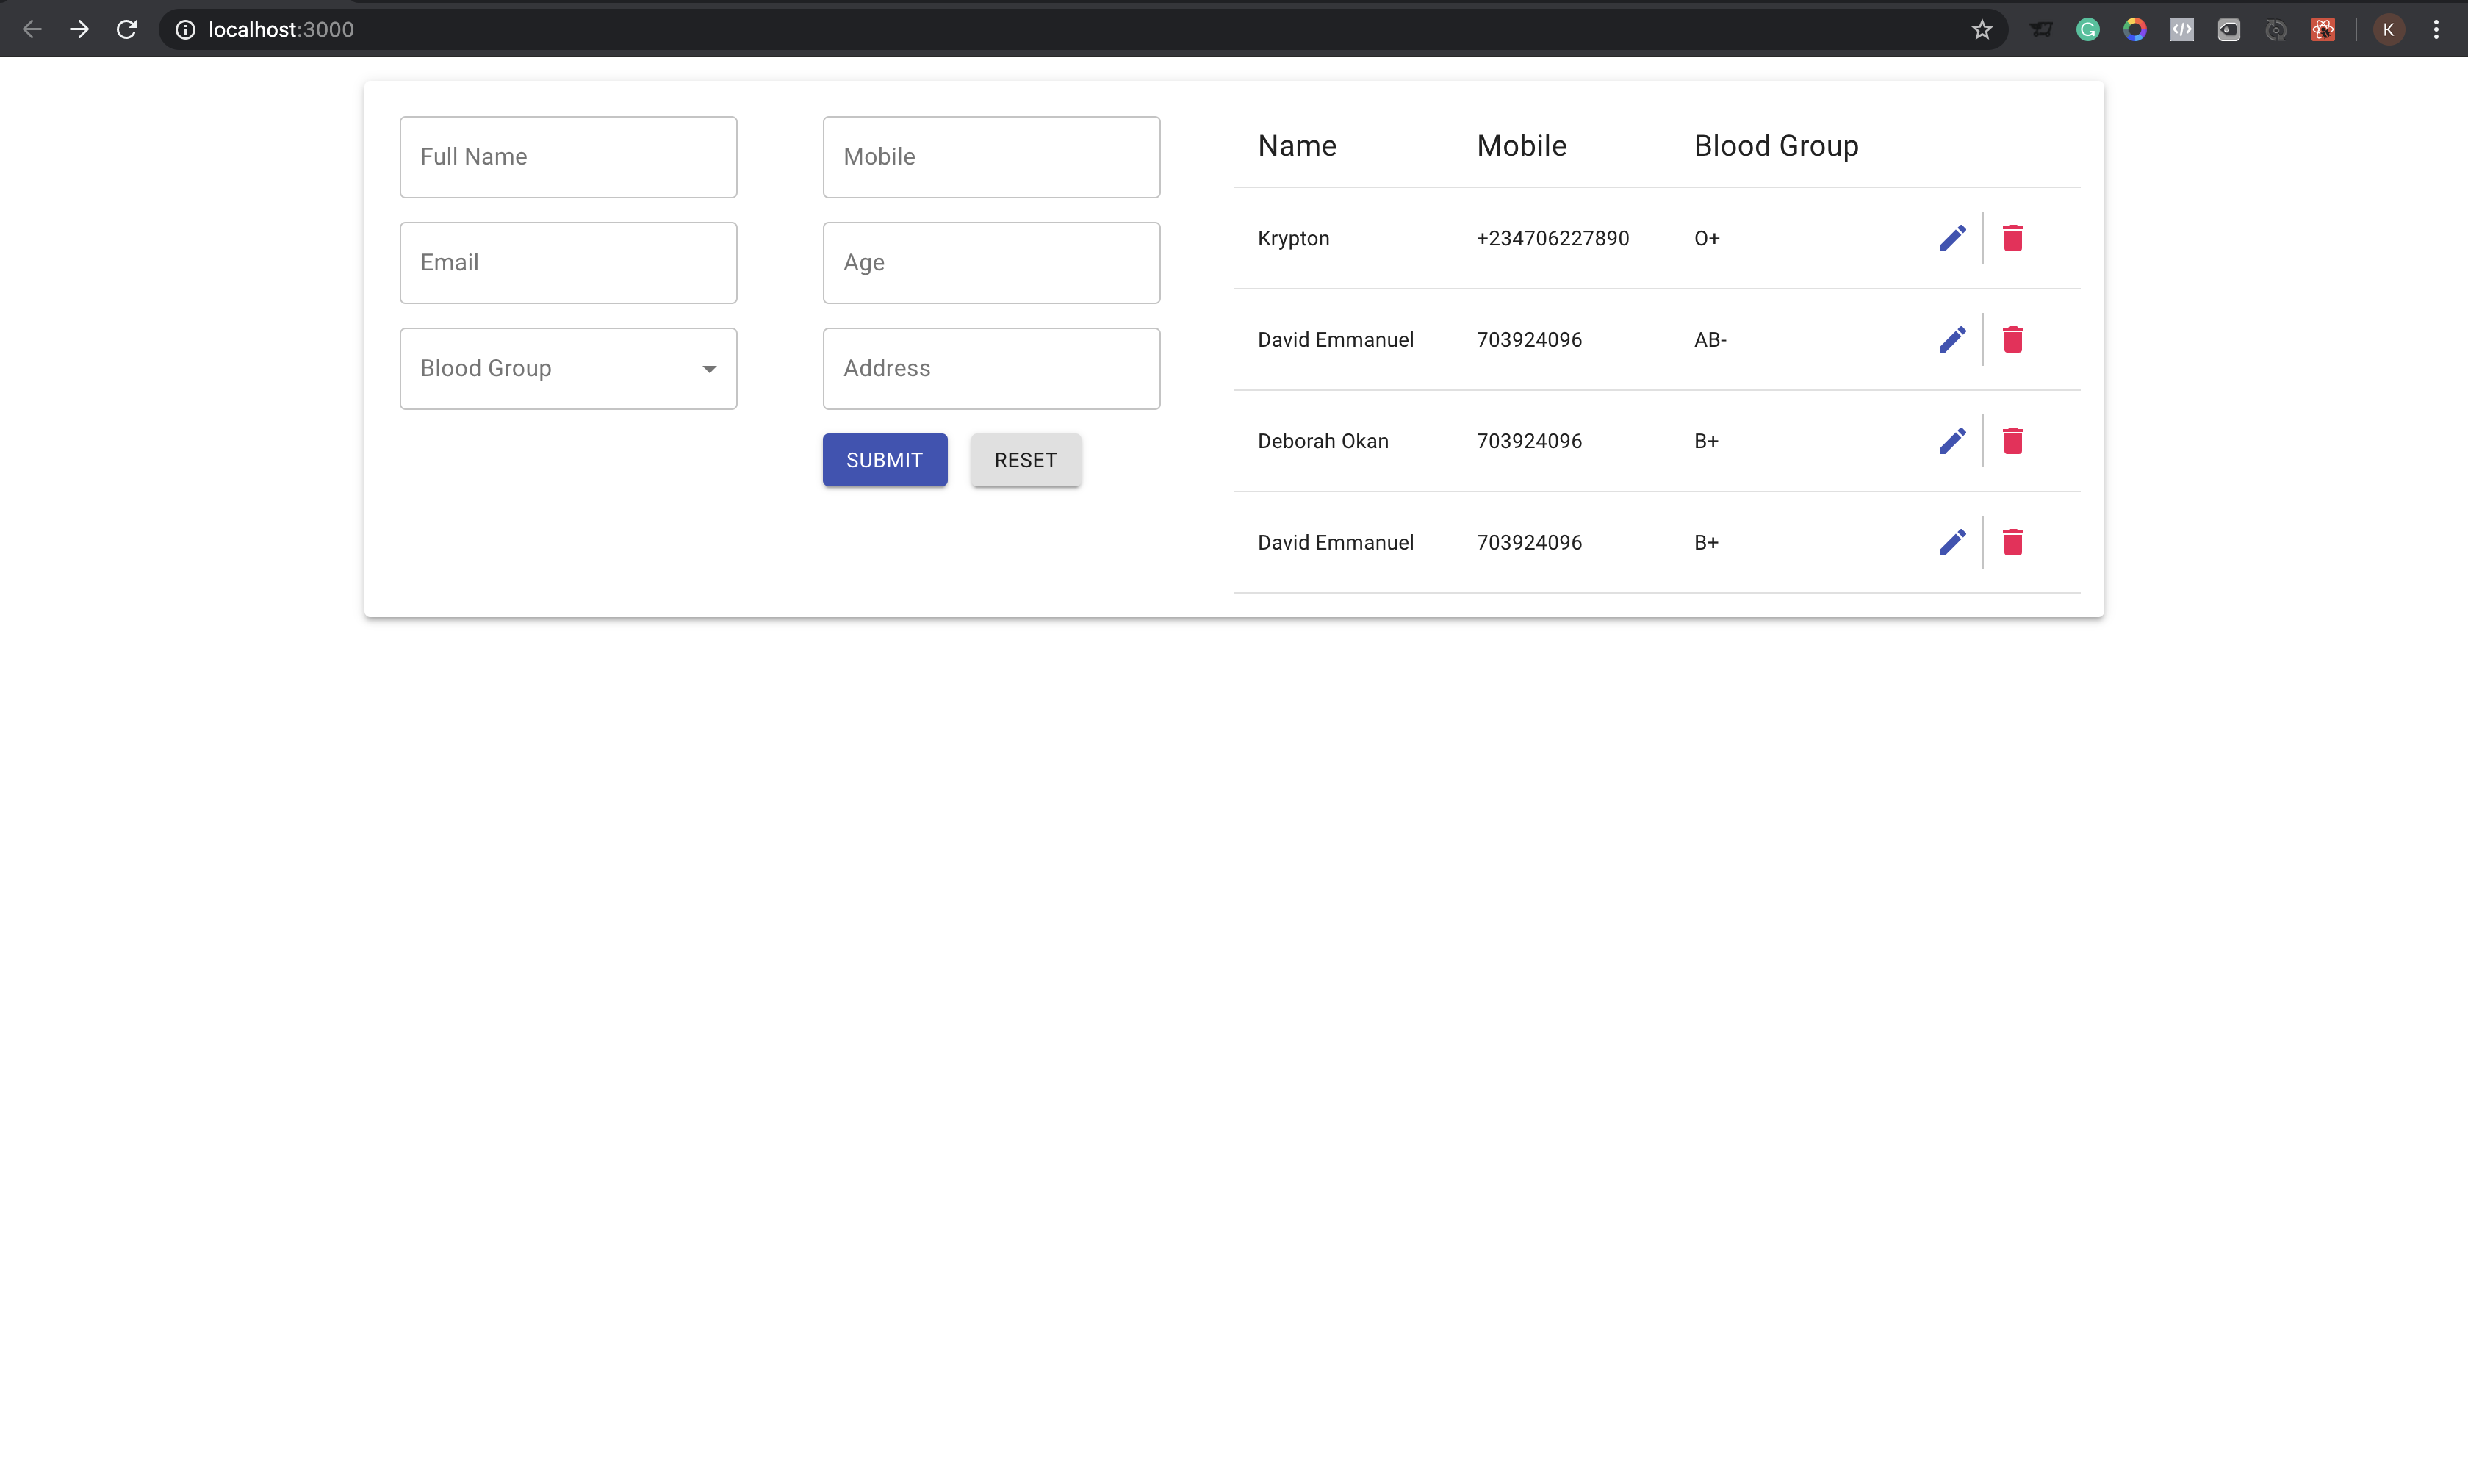 localhost:3000
K
Full Name
Mobile
Email
Age
Blood Group
Address
SUBMIT RESET
Name Mobile Blood Group
Krypton +234706227890 O+
David Emmanuel 703924096 AB-
Deborah Okan 703924096 B+
David Emmanuel 703924096 B+